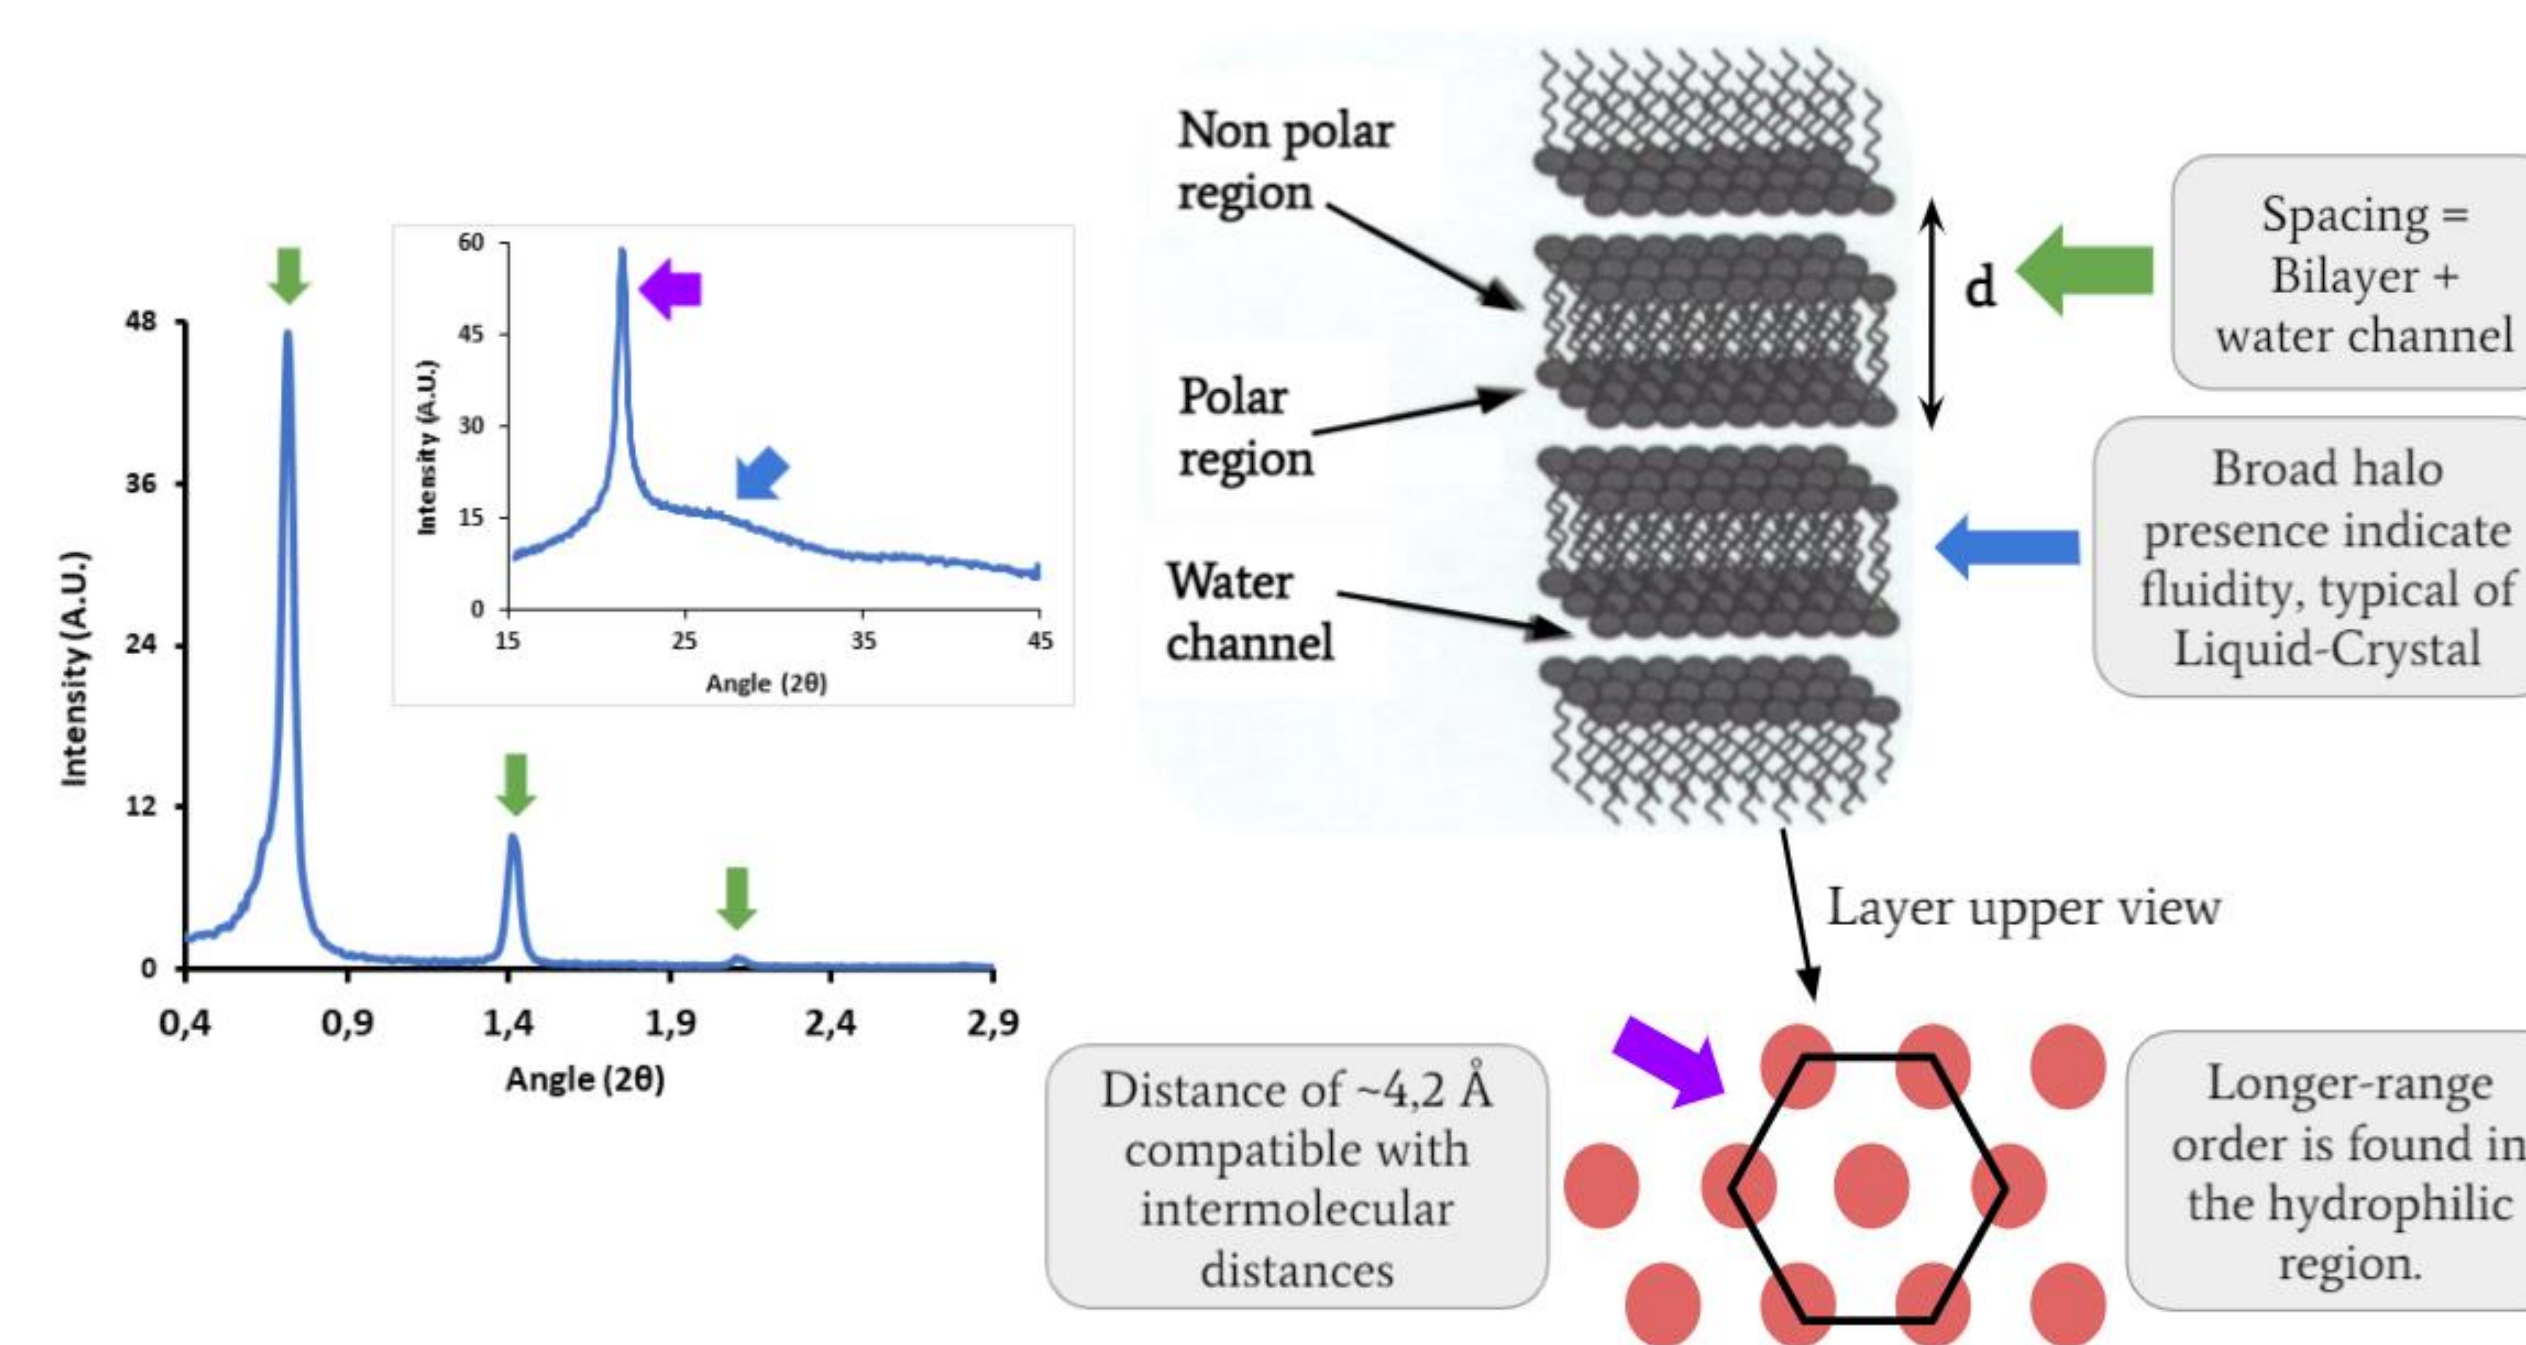 48
36
24
12
0
Intensity (A.U.)
0,4
0,9
1,4
1,9
2,4
2,9
Angle (2θ)
60
45
30
15
0
Intensity (A.U.)
15
25
35
45
Angle (2θ)
Non polar
region
Polar
region
Water
channel
d
Spacing =
Bilayer +
water channel
Broad halo
presence indicate
fluidity, typical of
Liquid-Crystal
Layer upper view
Distance of ~4,2 Å
compatible with
intermolecular
distances
Longer-range
order is found in
the hydrophilic
region.